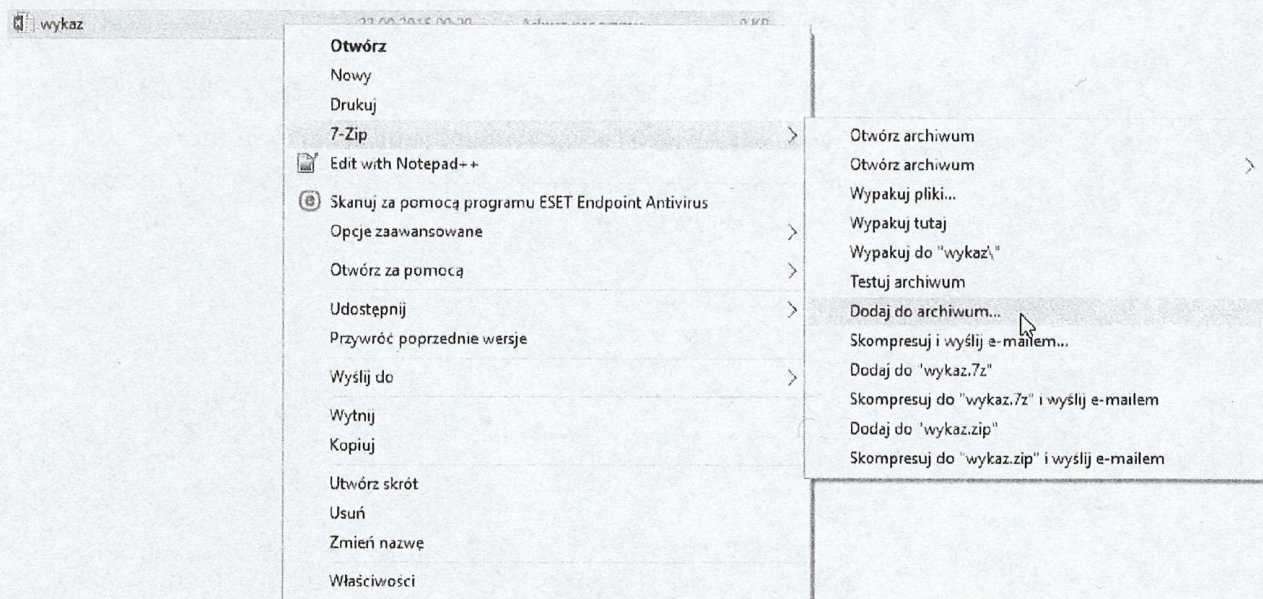 wykaz
Otwórz
Nowy
Drukuj
7-Zip
Edit with Notepad++
Skanuj za pomocą programu ESET Endpoint Antivirus
Opcje zaawansowane
Otwórz za pomocą
Udostępnij
Przywróć poprzednie wersje
Wyślij do
Wytnij
Kopiuj
Utwórz skrót
Usuń
Zmień nazwę
Właściwości
Otwórz archiwum
Otwórz archiwum
Wypakuj pliki...
Wypakuj tutaj
Wypakuj do "wykaz\"
Testuj archiwum
Dodaj do archiwum...
Skompresuj i wyślij e-mailem...
Dodaj do "wykaz.7z"
Skompresuj do "wykaz.7z" i wyślij e-mailem
Dodaj do "wykaz.zip"
Skompresuj do "wykaz.zip" i wyślij e-mailem